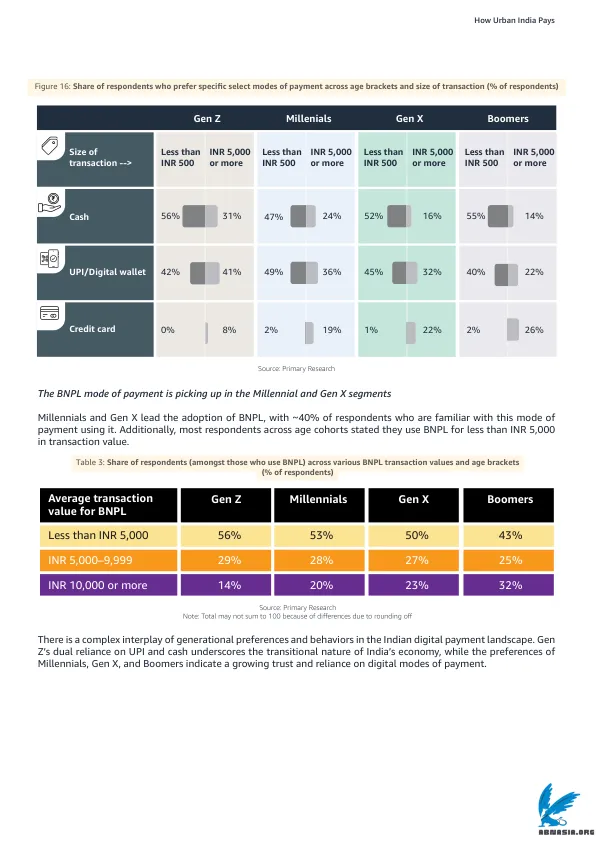 How Urban India Pays
Figure 16: Share of respondents who prefer specific select modes of payment across age brackets and size of transaction (% of respondents)
Gen Z Millenials Gen X Boomers
Size of transaction --> Less than INR 500 INR 5,000 or more Less than INR 500 INR 5,000 or more Less than INR 500 INR 5,000 or more Less than INR 500 INR 5,000 or more
Cash 56% 31% 47% 24% 52% 16% 55% 14%
UPI/Digital wallet 42% 41% 49% 36% 45% 32% 40% 22%
Credit card 0% 8% 2% 19% 1% 22% 2% 26%
Source: Primary Research
The BNPL mode of payment is picking up in the Millennial and Gen X segments
Millennials and Gen X lead the adoption of BNPL, with ~40% of respondents who are familiar with this mode of
payment using it. Additionally, most respondents across age cohorts stated they use BNPL for less than INR 5,000
in transaction value.
Table 3: Share of respondents (amongst those who use BNPL) across various BNPL transaction values and age brackets
(% of respondents)
Average transaction value for BNPL Gen Z Millennials Gen X Boomers
Less than INR 5,000 56% 53% 50% 43%
INR 5,000–9,999 29% 28% 27% 25%
INR 10,000 or more 14% 20% 23% 32%
Source: Primary Research
Note: Total may not sum to 100 because of differences due to rounding off
There is a complex interplay of generational preferences and behaviors in the Indian digital payment landscape. Gen
Z's dual reliance on UPI and cash underscores the transitional nature of India's economy, while the preferences of
Millennials, Gen X, and Boomers indicate a growing trust and reliance on digital modes of payment.
ABNASIA.ORG